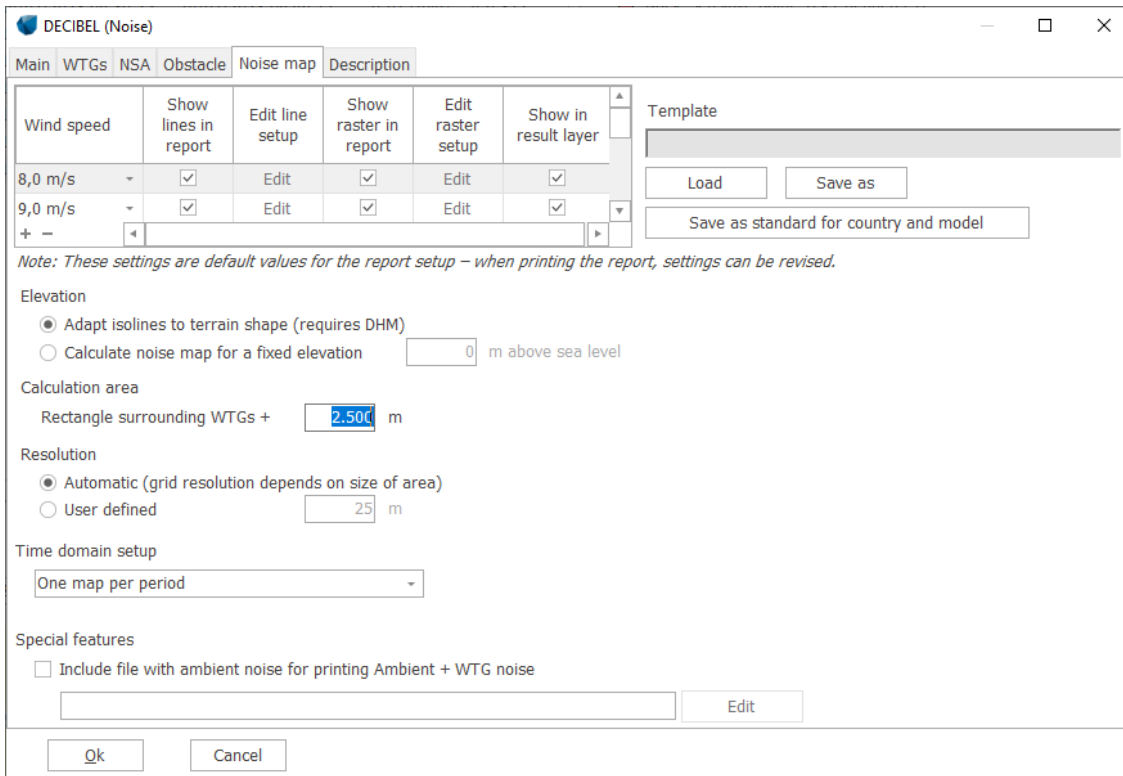 DECIBEL (Noise)
Main WTGs NSA Obstacle Noise map Description
Wind speed
Show lines in report
Edit line setup
Show raster in report
Edit raster setup
Show in result layer
8,0 m/s Edit Edit
9,0 m/s Edit Edit
+ −
Template
Load Save as
Save as standard for country and model
Note: These settings are default values for the report setup – when printing the report, settings can be revised.
Elevation
Adapt isolines to terrain shape (requires DHM)
Calculate noise map for a fixed elevation 0 m above sea level
Calculation area
Rectangle surrounding WTGs + 2.500 m
Resolution
Automatic (grid resolution depends on size of area)
User defined 25 m
Time domain setup
One map per period
Special features
Include file with ambient noise for printing Ambient + WTG noise
Edit
Ok Cancel